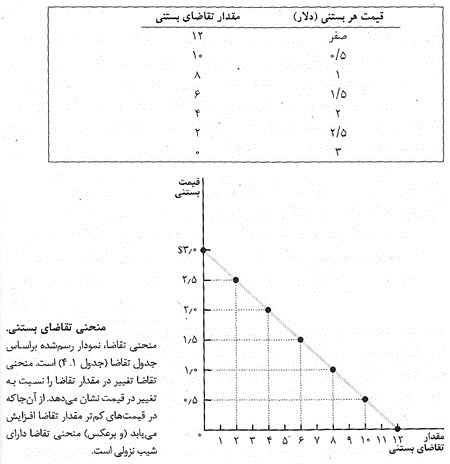 قیمت هر بستنی (دلار) مقدار تقاضای بستنی
صفر ۱۲
۰/۵ ۱۰
۱ ۸
۱/۵ ۶
۲ ۴
۲/۵ ۲
۳ ۰
قیمت
بستنی
$۳٫۰
۲٫۵
۲٫۰
۱٫۵
۱٫۰
۰٫۵
۰ ۱ ۲ ۳ ۴ ۵ ۶ ۷ ۸ ۹ ۱۰ ۱۱ ۱۲
مقدار
تقاضای بستنی
منحنی تقاضای بستنی.
منحنی تقاضا، نمودار رسم‌شده براساس
جدول تقاضا (جدول ۴.۱) است. منحنی
تقاضا تغییر در مقدار تقاضا را نسبت به
تغییر در قیمت نشان می‌دهد. از آن‌جاکه
در قیمت‌های کم‌تر مقدار تقاضا افزایش
می‌یابد (و برعکس) منحنی تقاضا دارای
شیب نزولی است.